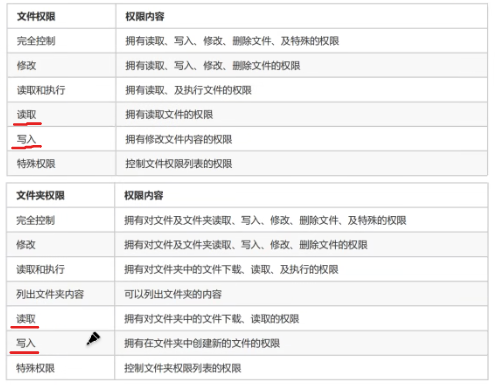 文件权限 权限内容
完全控制 拥有读取、写入、修改、删除文件、及特殊的权限
修改 拥有读取、写入、修改、删除文件的权限
读取和执行 拥有读取、及执行文件的权限
读取 拥有读取文件的权限
写入 拥有修改文件内容的权限
特殊权限 控制文件权限列表的权限
文件夹权限 权限内容
完全控制 拥有对文件及文件夹读取、写入、修改、删除文件、及特殊的权限
修改 拥有对文件及文件夹读取、写入、修改、删除文件的权限
读取和执行 拥有对文件夹中的文件下载、读取、及执行的权限
列出文件夹内容 可以列出文件夹的内容
读取 拥有对文件夹中的文件下载、读取的权限
写入 拥有在文件夹中创建新的文件的权限
特殊权限 控制文件夹权限列表的权限